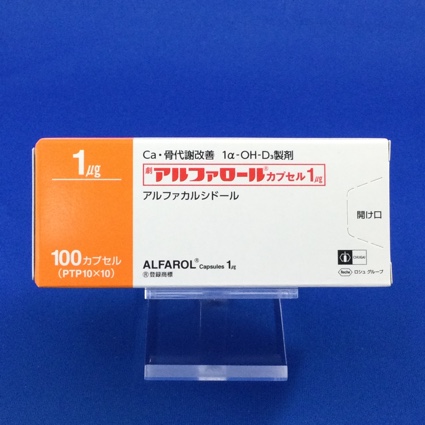 1μg
100カプセル
(PTP10×10)
Ca・骨代謝改善 1α-OH-D₃製剤
劇 アルファロール®カプセル1μg
アルファカルシドール
開け口
ALFAROL® Capsules 1μg
®登録商標
CHUGAI
Roche ロシュ グループ